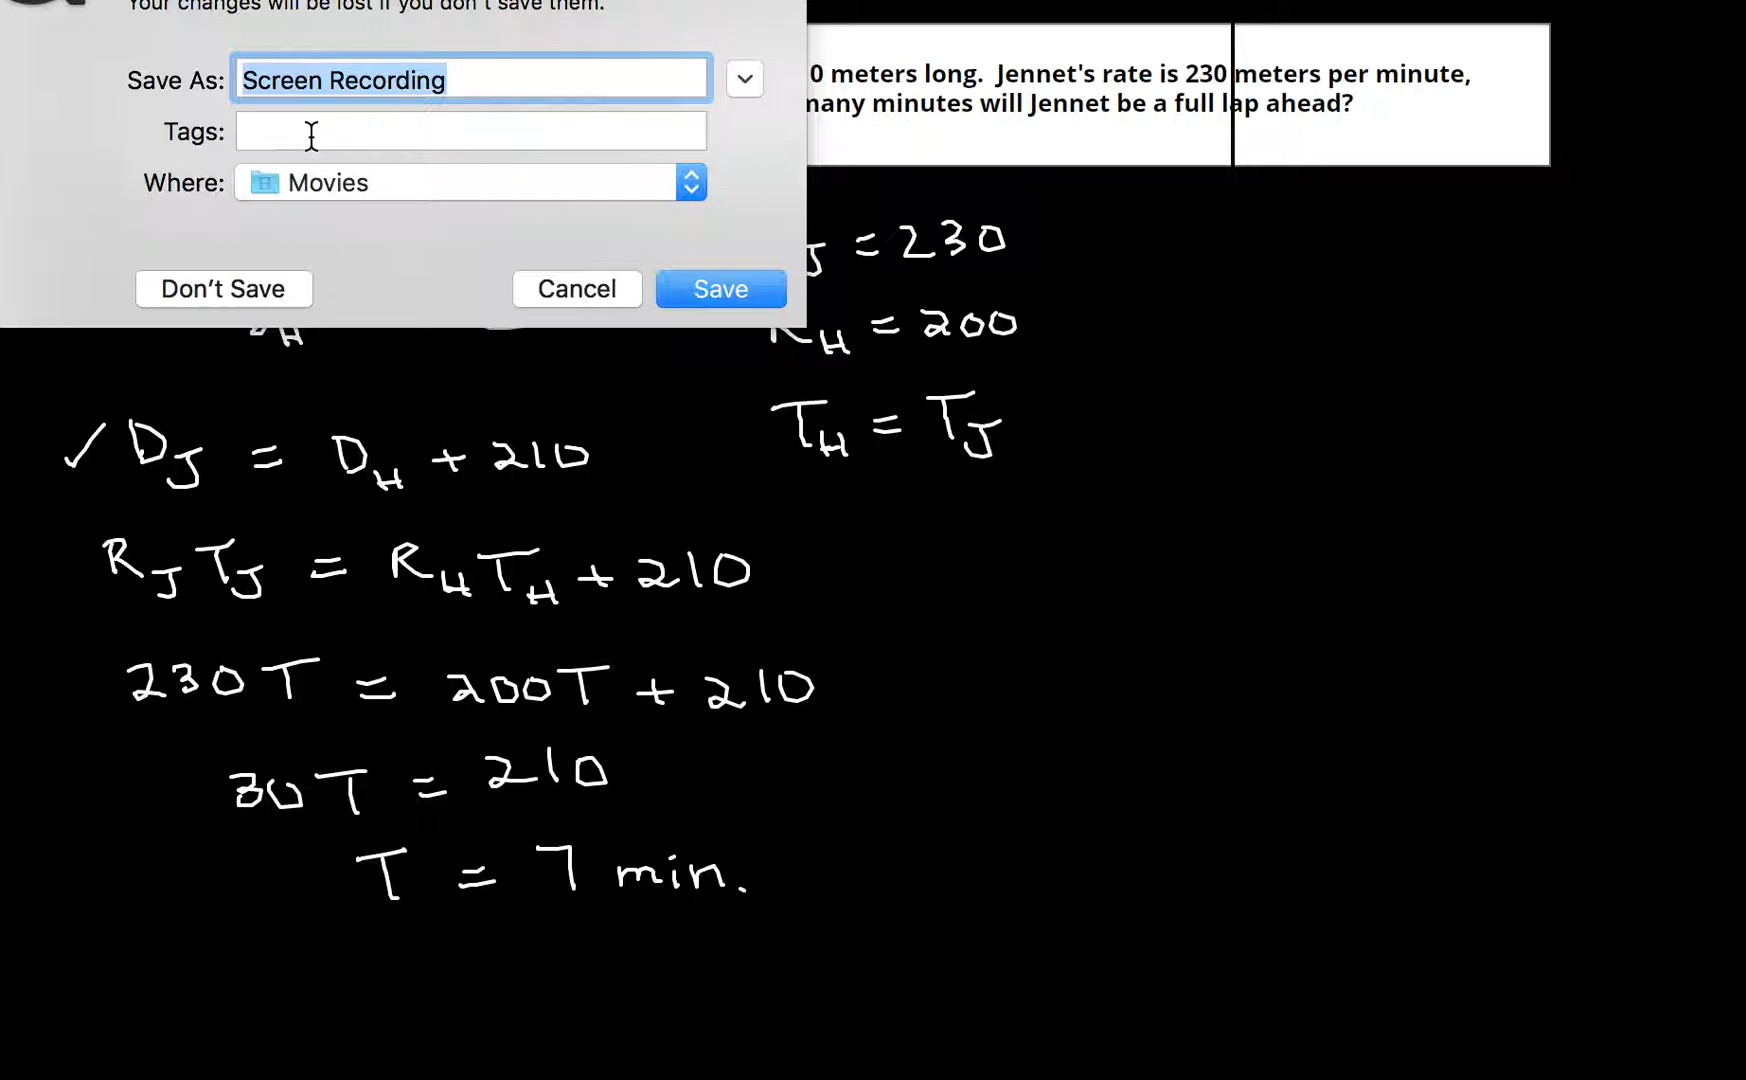 Your changes will be lost if you don't save them.
Save As: Screen Recording
Tags:
Where: Movies
Don't Save Cancel Save
0 meters long. Jennet's rate is 230 meters per minute,
many minutes will Jennet be a full lap ahead?
J = 230
R_H = 200
T_H = T_J
D_H
✓ D_J = D_H + 210
R_J T_J = R_H T_H + 210
230T = 200T + 210
30T = 210
T = 7 min.